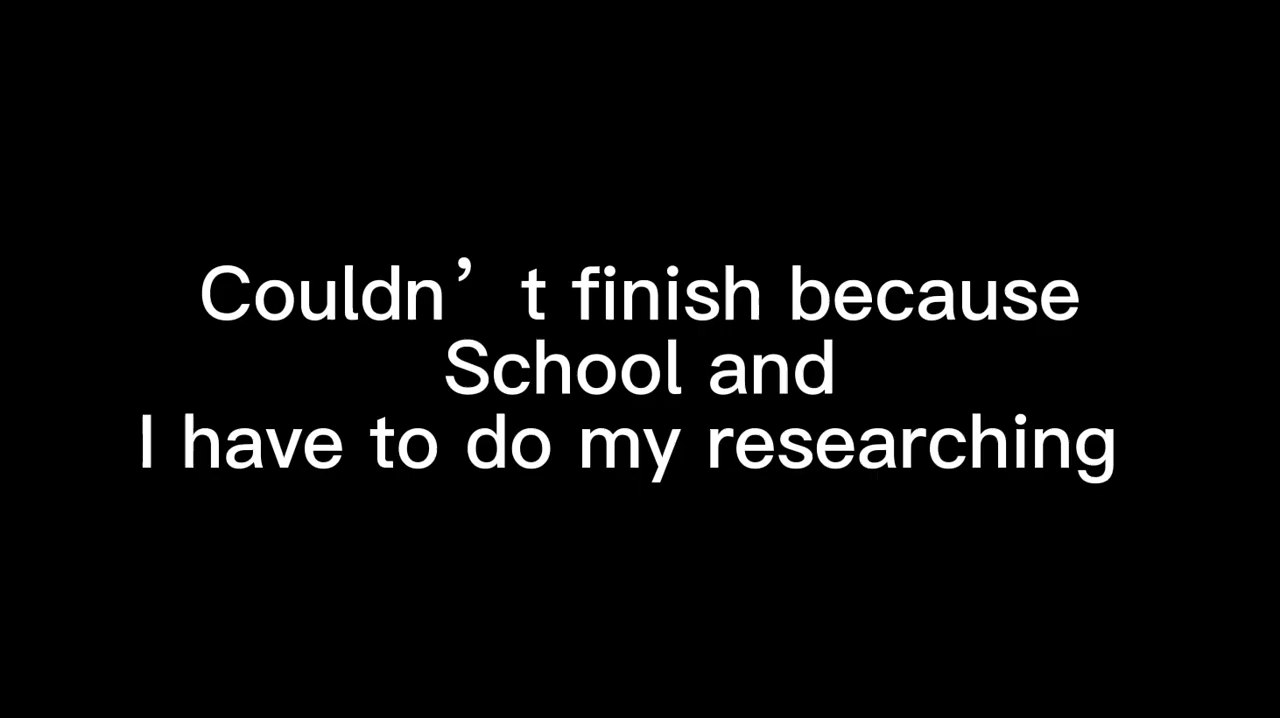 Couldn’t finish because
School and
I have to do my researching